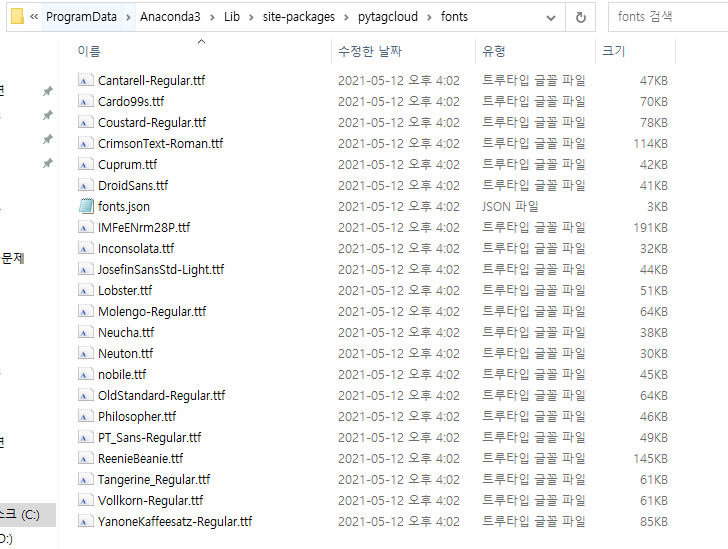 « ProgramData > Anaconda3 > Lib > site-packages > pytagcloud > fonts
fonts 검색
이름 수정한 날짜 유형 크기
Cantarell-Regular.ttf 2021-05-12 오후 4:02 트루타입 글꼴 파일 47KB
Cardo99s.ttf 2021-05-12 오후 4:02 트루타입 글꼴 파일 70KB
Coustard-Regular.ttf 2021-05-12 오후 4:02 트루타입 글꼴 파일 78KB
CrimsonText-Roman.ttf 2021-05-12 오후 4:02 트루타입 글꼴 파일 114KB
Cuprum.ttf 2021-05-12 오후 4:02 트루타입 글꼴 파일 42KB
DroidSans.ttf 2021-05-12 오후 4:02 트루타입 글꼴 파일 41KB
fonts.json 2021-05-12 오후 4:02 JSON 파일 3KB
IMFeENrm28P.ttf 2021-05-12 오후 4:02 트루타입 글꼴 파일 191KB
Inconsolata.ttf 2021-05-12 오후 4:02 트루타입 글꼴 파일 32KB
문제
JosefinSansStd-Light.ttf 2021-05-12 오후 4:02 트루타입 글꼴 파일 44KB
Lobster.ttf 2021-05-12 오후 4:02 트루타입 글꼴 파일 51KB
Molengo-Regular.ttf 2021-05-12 오후 4:02 트루타입 글꼴 파일 64KB
Neucha.ttf 2021-05-12 오후 4:02 트루타입 글꼴 파일 38KB
Neuton.ttf 2021-05-12 오후 4:02 트루타입 글꼴 파일 30KB
nobile.ttf 2021-05-12 오후 4:02 트루타입 글꼴 파일 45KB
OldStandard-Regular.ttf 2021-05-12 오후 4:02 트루타입 글꼴 파일 64KB
Philosopher.ttf 2021-05-12 오후 4:02 트루타입 글꼴 파일 46KB
PT_Sans-Regular.ttf 2021-05-12 오후 4:02 트루타입 글꼴 파일 49KB
ReenieBeanie.ttf 2021-05-12 오후 4:02 트루타입 글꼴 파일 145KB
Tangerine_Regular.ttf 2021-05-12 오후 4:02 트루타입 글꼴 파일 61KB
Vollkorn-Regular.ttf 2021-05-12 오후 4:02 트루타입 글꼴 파일 61KB
스크 (C:)
YanoneKaffeesatz-Regular.ttf 2021-05-12 오후 4:02 트루타입 글꼴 파일 85KB
D:)